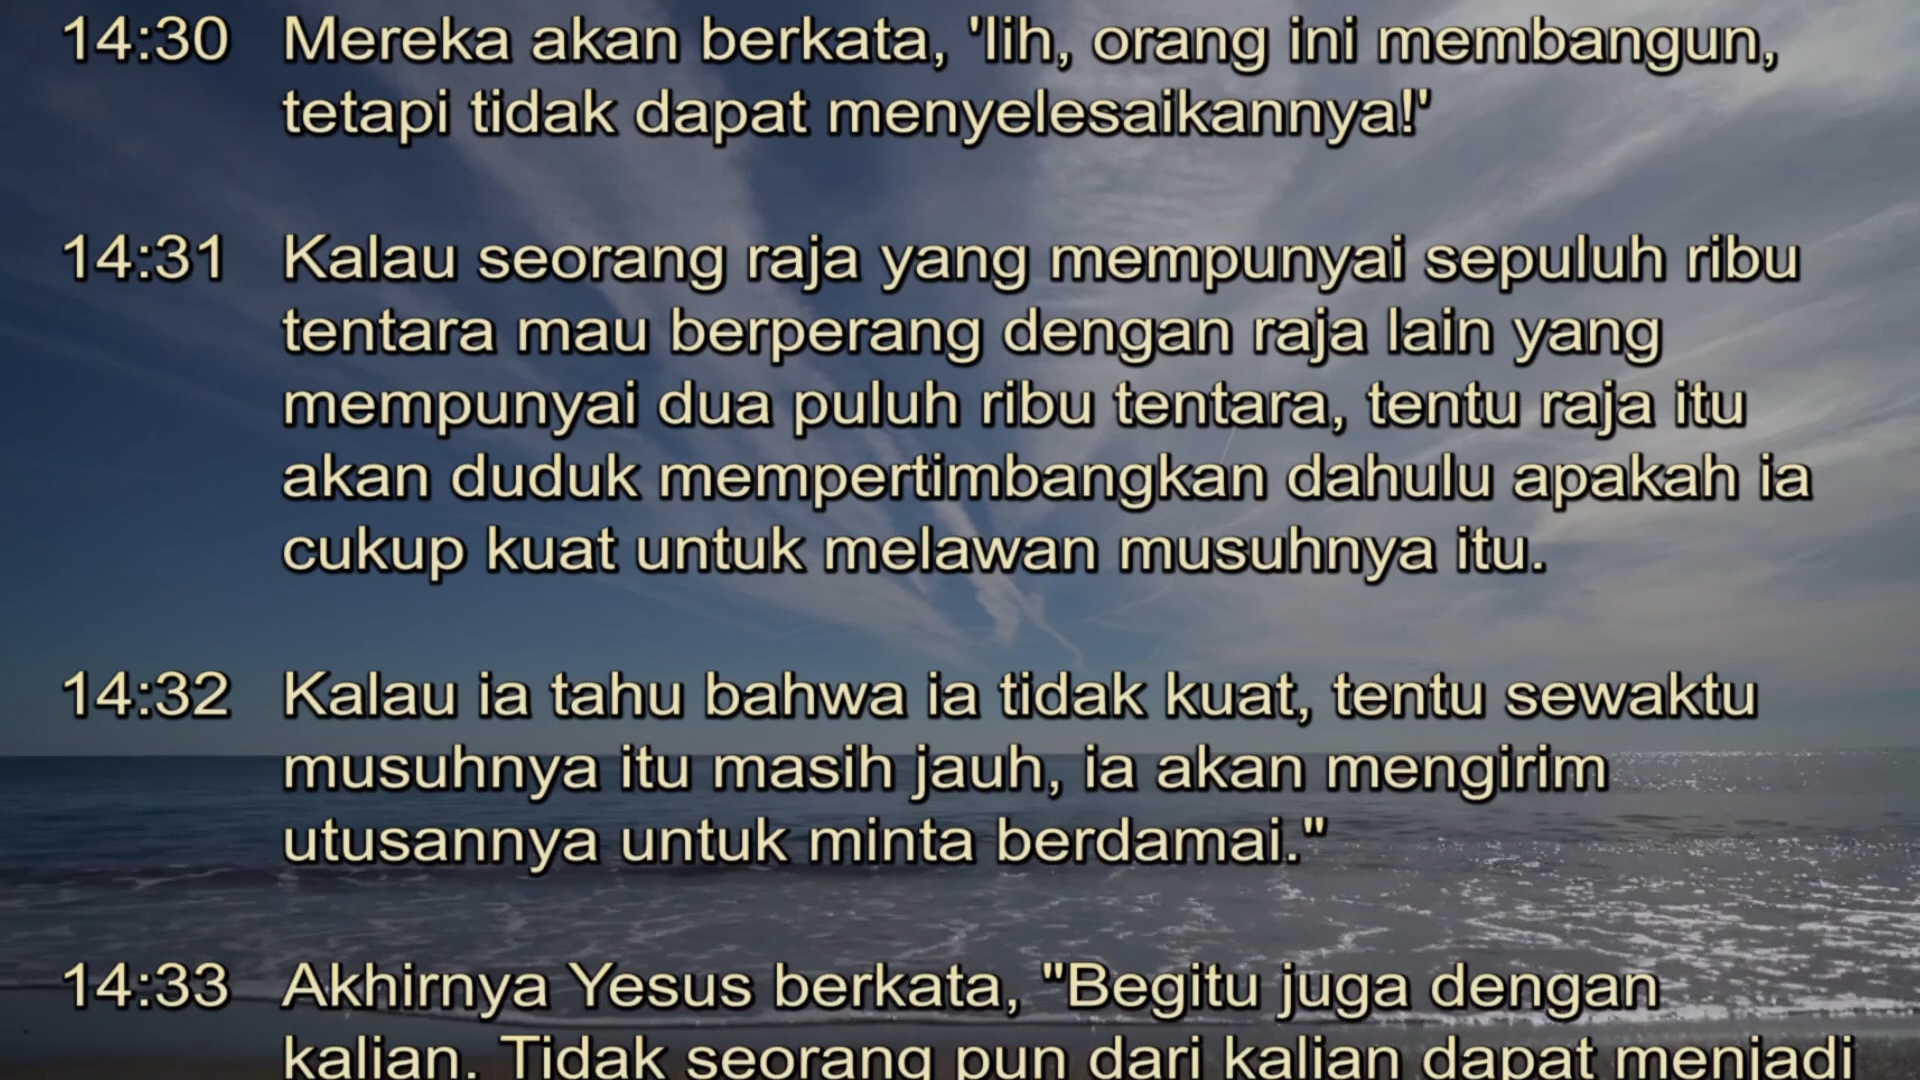 14:30 Mereka akan berkata, 'Iih, orang ini membangun,
tetapi tidak dapat menyelesaikannya!'
14:31 Kalau seorang raja yang mempunyai sepuluh ribu
tentara mau berperang dengan raja lain yang
mempunyai dua puluh ribu tentara, tentu raja itu
akan duduk mempertimbangkan dahulu apakah ia
cukup kuat untuk melawan musuhnya itu.
14:32 Kalau ia tahu bahwa ia tidak kuat, tentu sewaktu
musuhnya itu masih jauh, ia akan mengirim
utusannya untuk minta berdamai."
14:33 Akhirnya Yesus berkata, "Begitu juga dengan
kalian. Tidak seorang pun dari kalian dapat menjadi